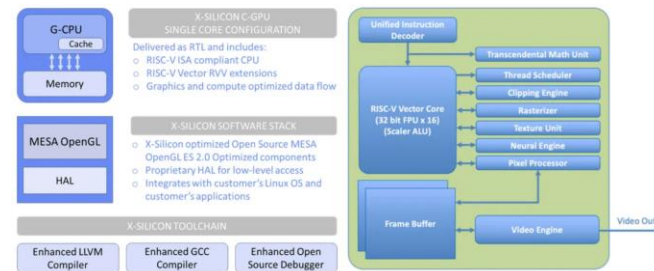 G-CPU
Cache
Memory
X-SILICON C-GPU
SINGLE CORE CONFIGURATION
Delivered as RTL and includes:
o RISC-V ISA compliant CPU
o RISC-V Vector RVV extensions
o Graphics and compute optimized data flow
MESA OpenGL
HAL
X-SILICON SOFTWARE STACK
o X-Silicon optimized Open Source MESA
OpenGL ES 2.0 Optimized components
o Proprietary HAL for low-level access
o Integrates with customer's Linux OS and
customer's applications
X-SILICON TOOLCHAIN
Enhanced LLVM
Compiler
Enhanced GCC
Compiler
Enhanced Open
Source Debugger
Unified Instruction
Decoder
Transcendental Math Unit
RISC-V Vector Core
(32 bit FPU x 16)
(Scaler ALU)
Thread Scheduler
Clipping Engine
Rasterizer
Texture Unit
Neural Engine
Pixel Processor
Frame Buffer
Video Engine
Video Out